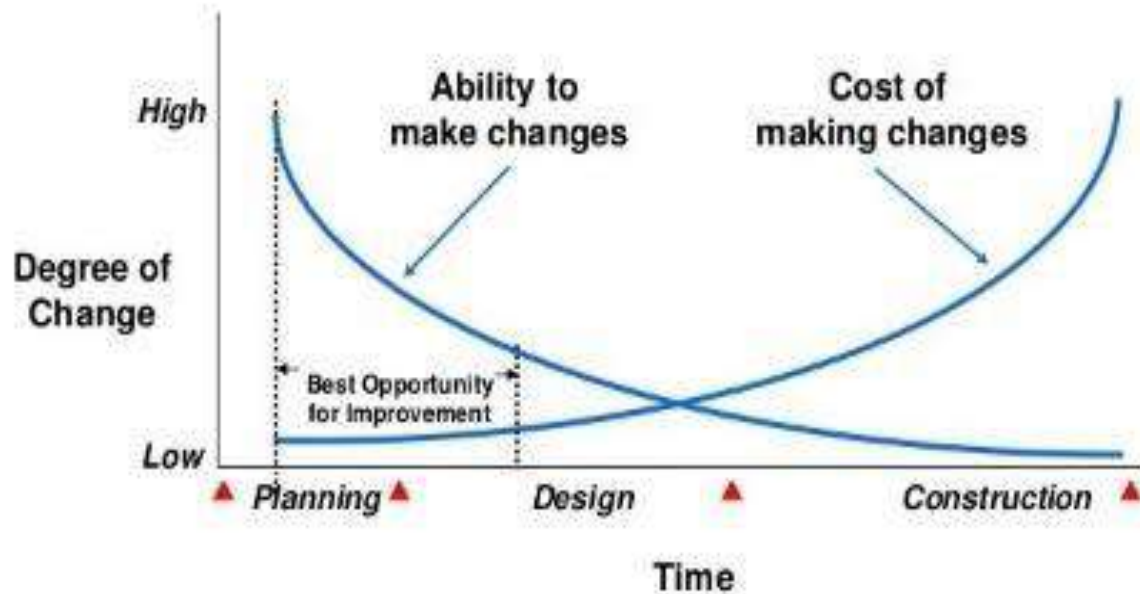 Ability to
make changes
Cost of
making changes
High
Degree of
Change
Best Opportunity
for Improvement
Low
Planning
Design
Construction
Time